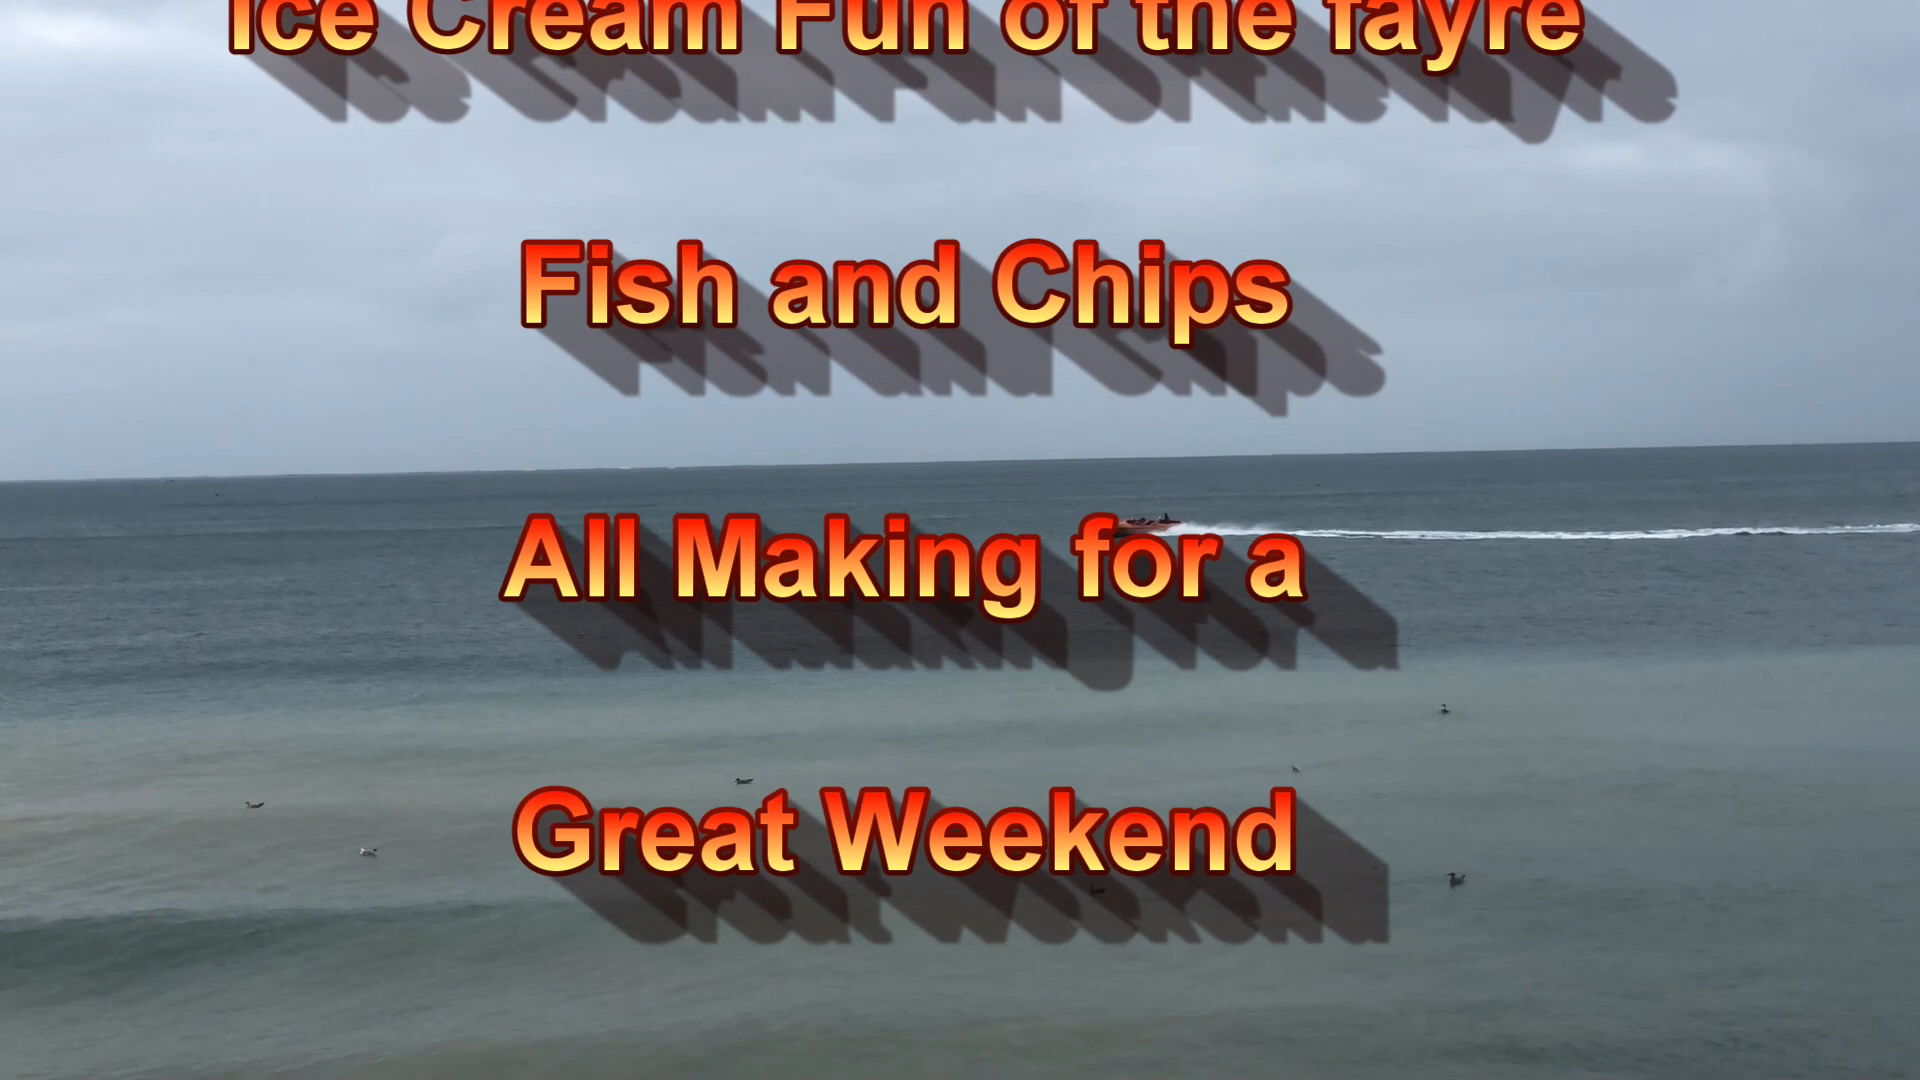 Ice Cream Fun of the fayre
Fish and Chips
All Making for a
Great Weekend